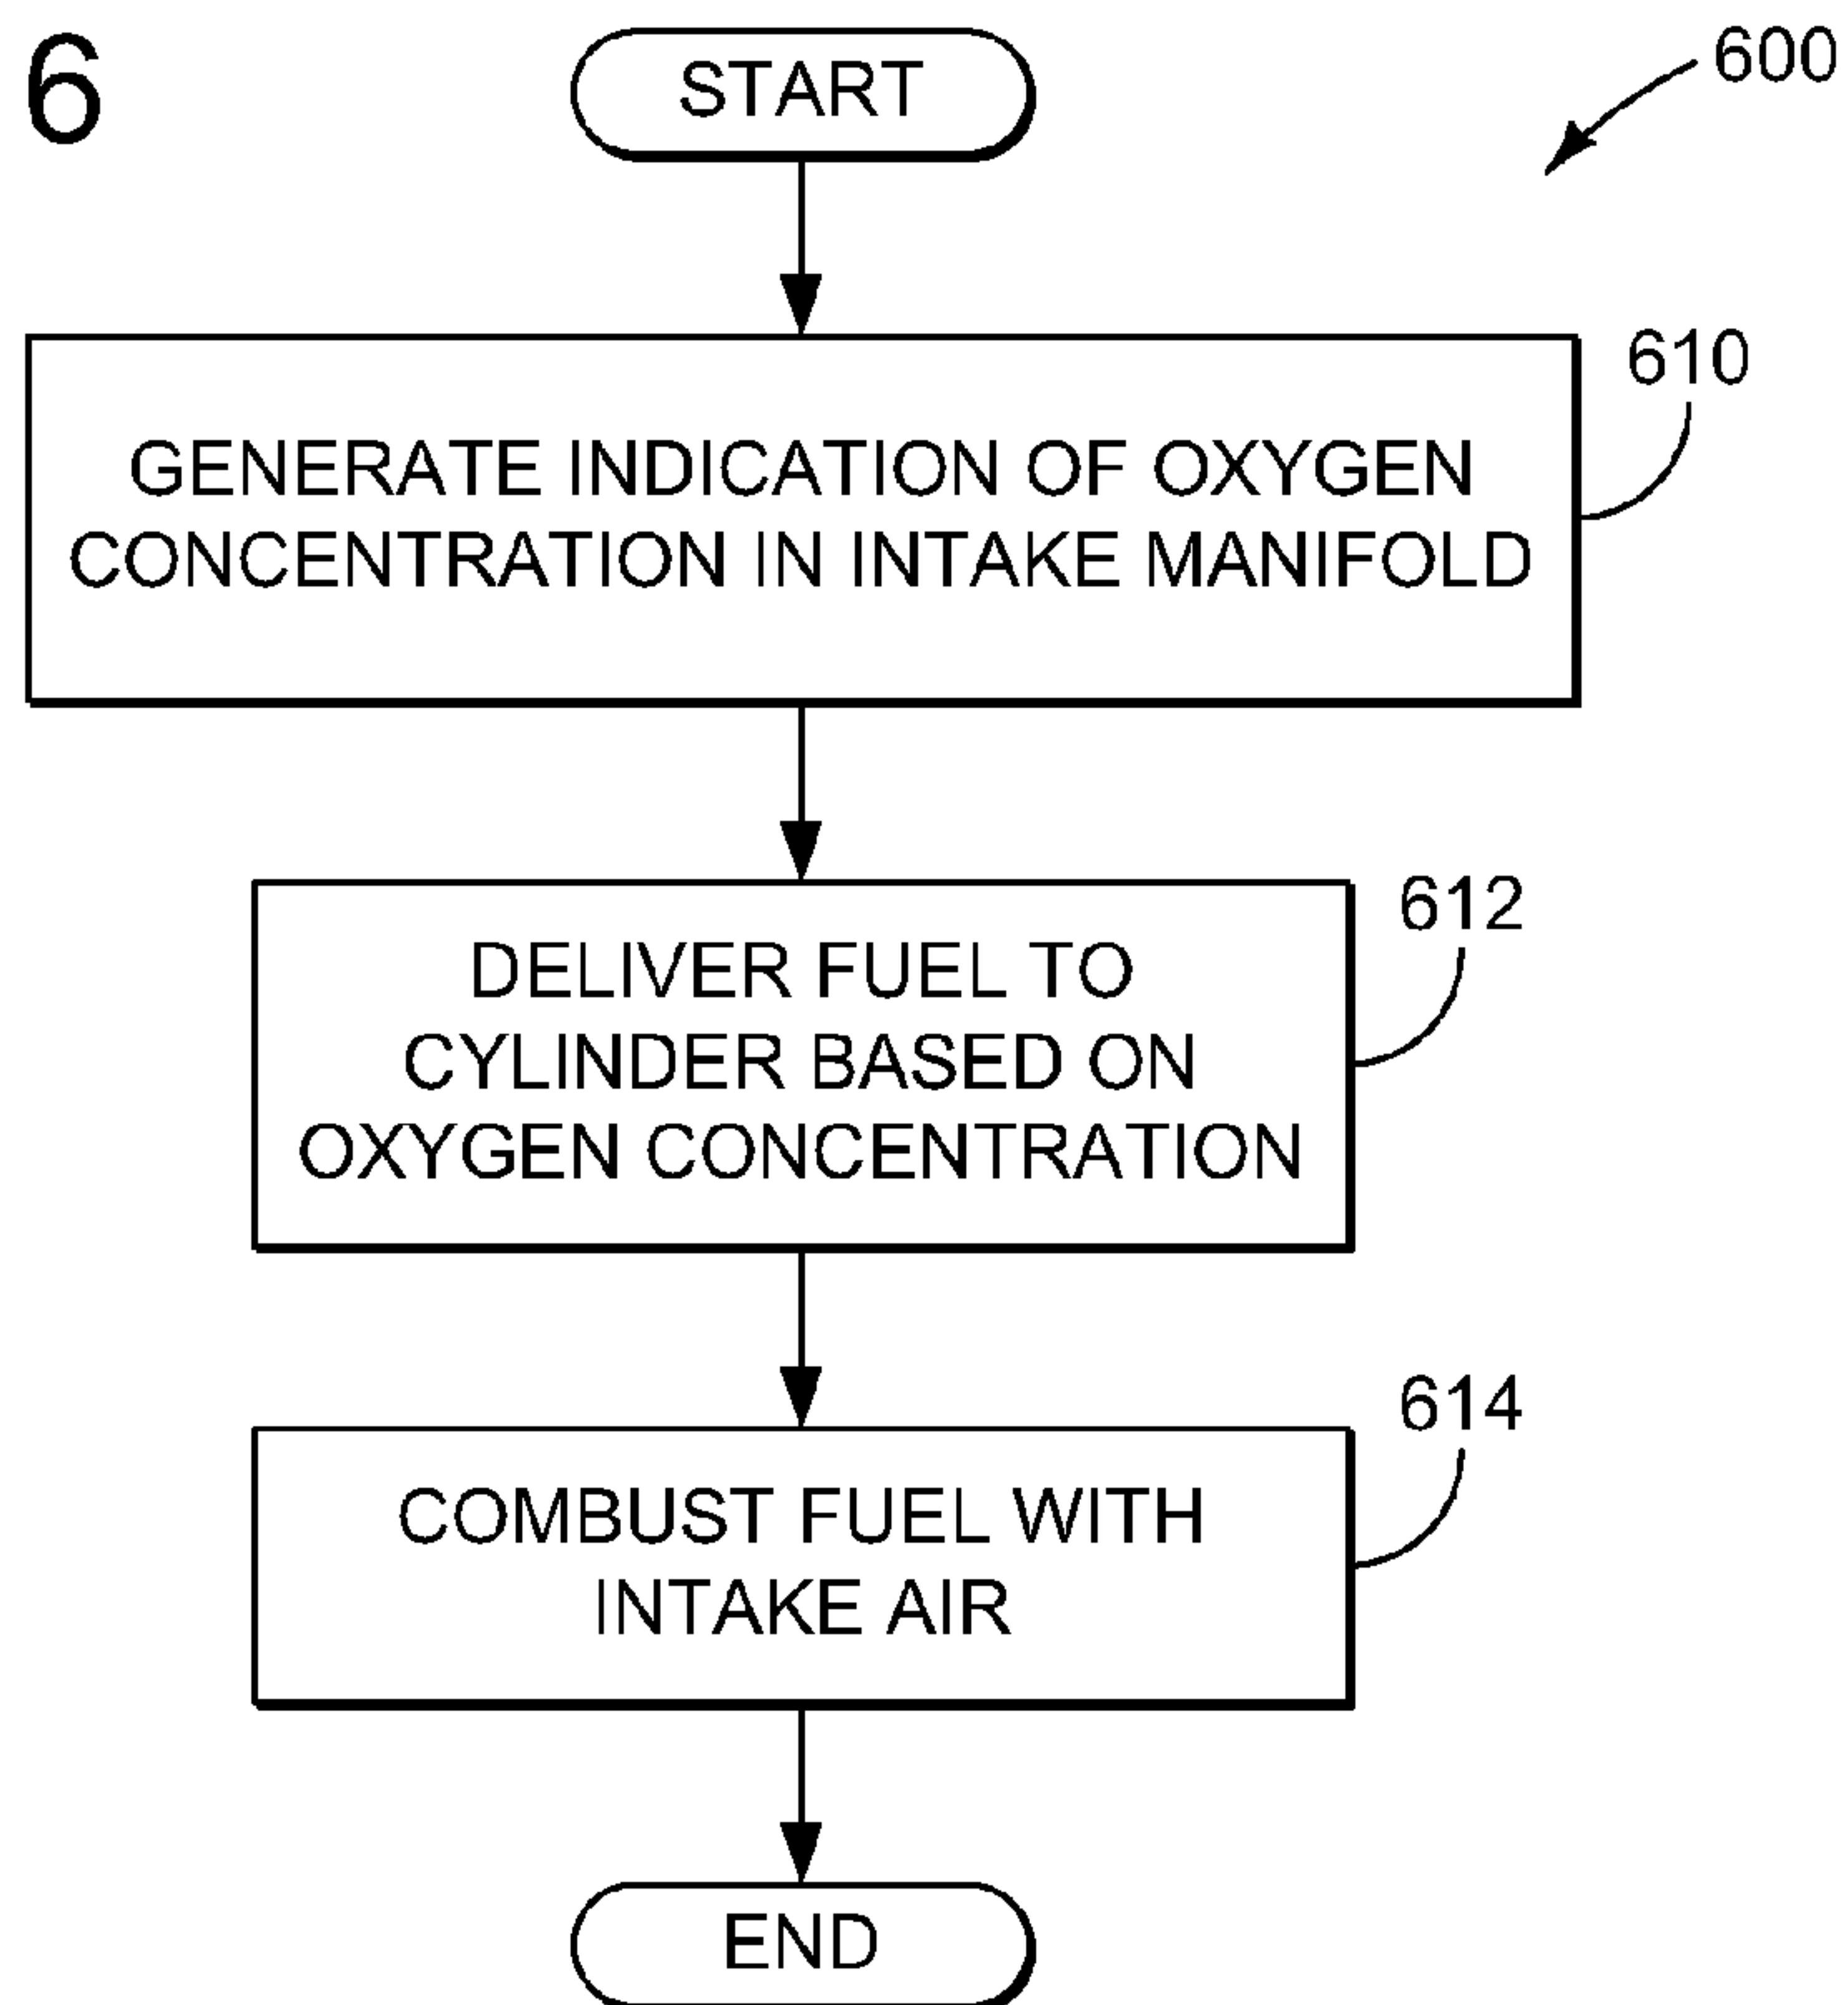 6
START
600
610
GENERATE INDICATION OF OXYGEN
CONCENTRATION IN INTAKE MANIFOLD
612
DELIVER FUEL TO
CYLINDER BASED ON
OXYGEN CONCENTRATION
614
COMBUST FUEL WITH
INTAKE AIR
END